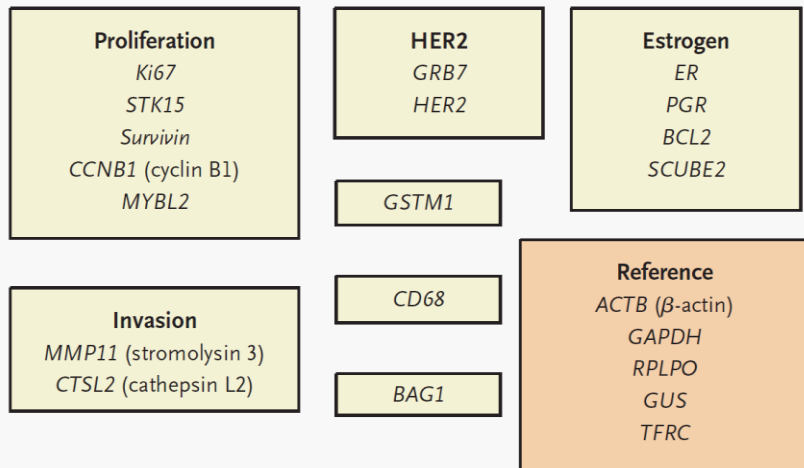 Proliferation
Ki67
STK15
Survivin
CCNB1 (cyclin B1)
MYBL2
HER2
GRB7
HER2
Estrogen
ER
PGR
BCL2
SCUBE2
GSTM1
Invasion
MMP11 (stromolysin 3)
CTSL2 (cathepsin L2)
CD68
BAG1
Reference
ACTB (β-actin)
GAPDH
RPLPO
GUS
TFRC